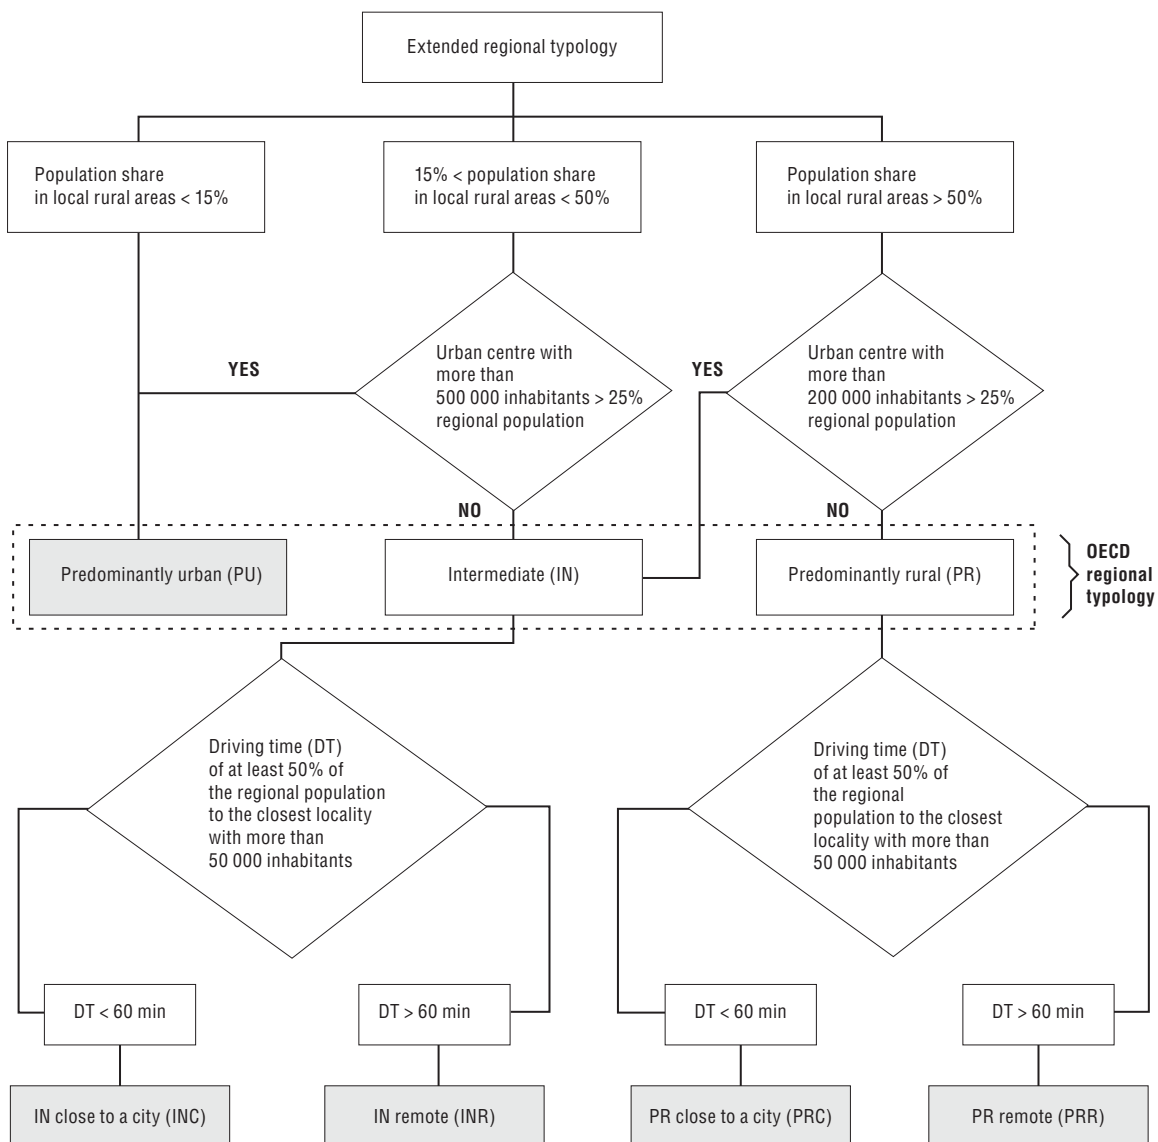 Extended regional typology
Population share
in local rural areas < 15%
15% < population share
in local rural areas < 50%
Population share
in local rural areas > 50%
YES
Urban centre with
more than
500 000 inhabitants > 25%
regional population
YES
Urban centre with
more than
200 000 inhabitants > 25%
regional population
NO
NO
Predominantly urban (PU)
Intermediate (IN)
Predominantly rural (PR)
OECD
regional
typology
Driving time (DT)
of at least 50% of
the regional population
to the closest locality
with more than
50 000 inhabitants
Driving time (DT)
of at least 50% of
the regional
population to the closest
locality with more than
50 000 inhabitants
DT < 60 min
DT > 60 min
DT < 60 min
DT > 60 min
IN close to a city (INC)
IN remote (INR)
PR close to a city (PRC)
PR remote (PRR)